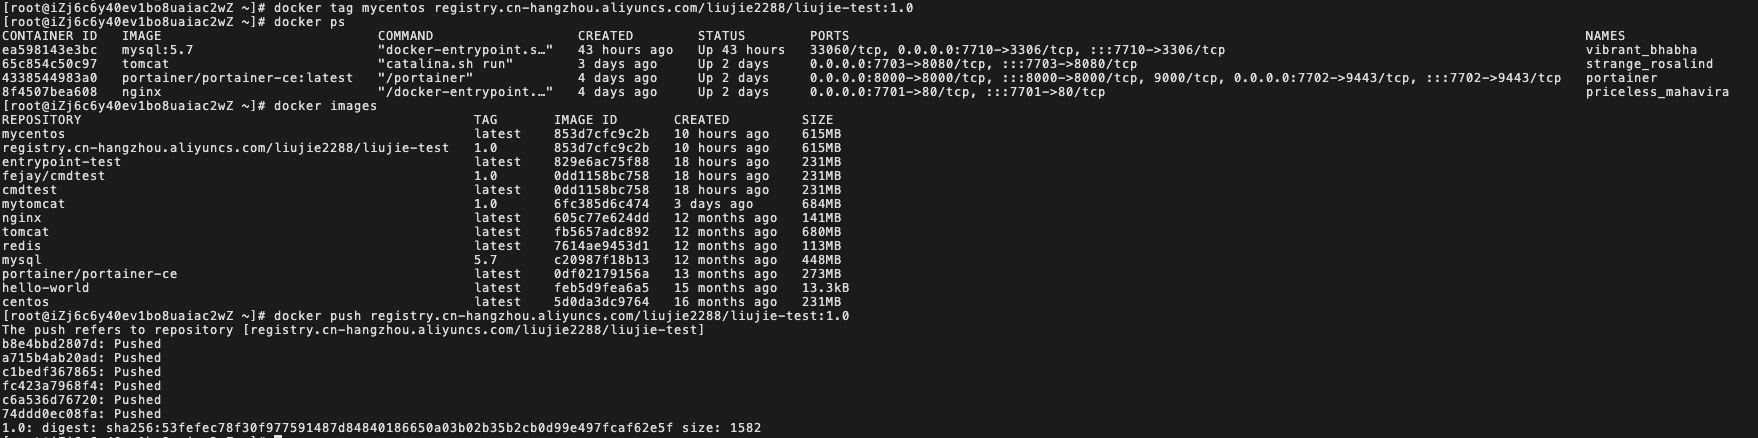 [root@iZj6c6y40ev1bo8uaiac2wZ ~]# docker tag mycentos registry.cn-hangzhou.aliyuncs.com/liujie2288/liujie-test:1.0
[root@iZj6c6y40ev1bo8uaiac2wZ ~]# docker ps
CONTAINER ID   IMAGE                           COMMAND                  CREATED        STATUS        PORTS                                                                                            NAMES
ea598143e3bc   mysql:5.7                       "docker-entrypoint.s…"   43 hours ago   Up 43 hours   33060/tcp, 0.0.0.0:7710->3306/tcp, :::7710->3306/tcp                                             vibrant_bhabha
65c854c50c97   tomcat                          "catalina.sh run"        3 days ago     Up 2 days     0.0.0.0:7703->8080/tcp, :::7703->8080/tcp                                                        strange_rosalind
4338544983a0   portainer/portainer-ce:latest   "/portainer"             4 days ago     Up 2 days     0.0.0.0:8000->8000/tcp, :::8000->8000/tcp, 9000/tcp, 0.0.0.0:7702->9443/tcp, :::7702->9443/tcp   portainer
8f4507bea608   nginx                           "/docker-entrypoint.…"   4 days ago     Up 2 days     0.0.0.0:7701->80/tcp, :::7701->80/tcp                                                            priceless_mahavira
[root@iZj6c6y40ev1bo8uaiac2wZ ~]# docker images
REPOSITORY                                                 TAG       IMAGE ID       CREATED         SIZE
mycentos                                                   latest    853d7cfc9c2b   10 hours ago    615MB
registry.cn-hangzhou.aliyuncs.com/liujie2288/liujie-test   1.0       853d7cfc9c2b   10 hours ago    615MB
entrypoint-test                                            latest    829e6ac75f88   18 hours ago    231MB
fejay/cmdtest                                              1.0       0dd1158bc758   18 hours ago    231MB
cmdtest                                                    latest    0dd1158bc758   18 hours ago    231MB
mytomcat                                                   1.0       6fc385d6c474   3 days ago      684MB
nginx                                                      latest    605c77e624dd   12 months ago   141MB
tomcat                                                     latest    fb5657adc892   12 months ago   680MB
redis                                                      latest    7614ae9453d1   12 months ago   113MB
mysql                                                      5.7       c20987f18b13   12 months ago   448MB
portainer/portainer-ce                                     latest    0df02179156a   13 months ago   273MB
hello-world                                                latest    feb5d9fea6a5   15 months ago   13.3kB
centos                                                     latest    5d0da3dc9764   16 months ago   231MB
[root@iZj6c6y40ev1bo8uaiac2wZ ~]# docker push registry.cn-hangzhou.aliyuncs.com/liujie2288/liujie-test:1.0
The push refers to repository [registry.cn-hangzhou.aliyuncs.com/liujie2288/liujie-test]
b8e4bbd2807d: Pushed
a715b4ab20ad: Pushed
c1bedf367865: Pushed
fc423a7968f4: Pushed
c6a536d76720: Pushed
74ddd0ec08fa: Pushed
1.0: digest: sha256:53fefec78f30f977591487d84840186650a03b02b35b2cb0d99e497fcaf62e5f size: 1582